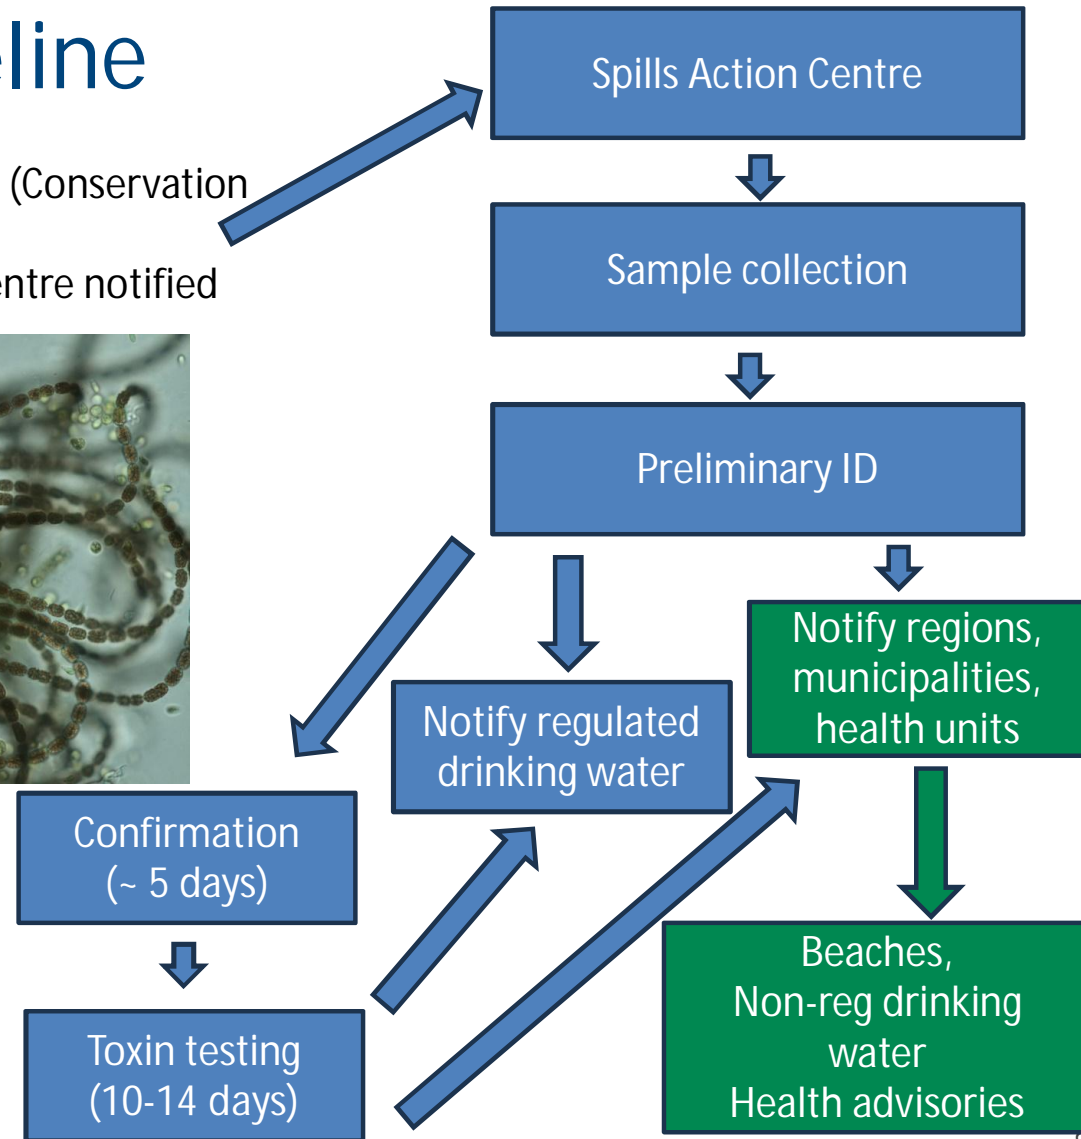 eline
(Conservation
entre notified
Spills Action Centre
Sample collection
Preliminary ID
Notify regions,
municipalities,
health units
Notify regulated
drinking water
Confirmation
(~ 5 days)
Toxin testing
(10-14 days)
Beaches,
Non-reg drinking
water
Health advisories